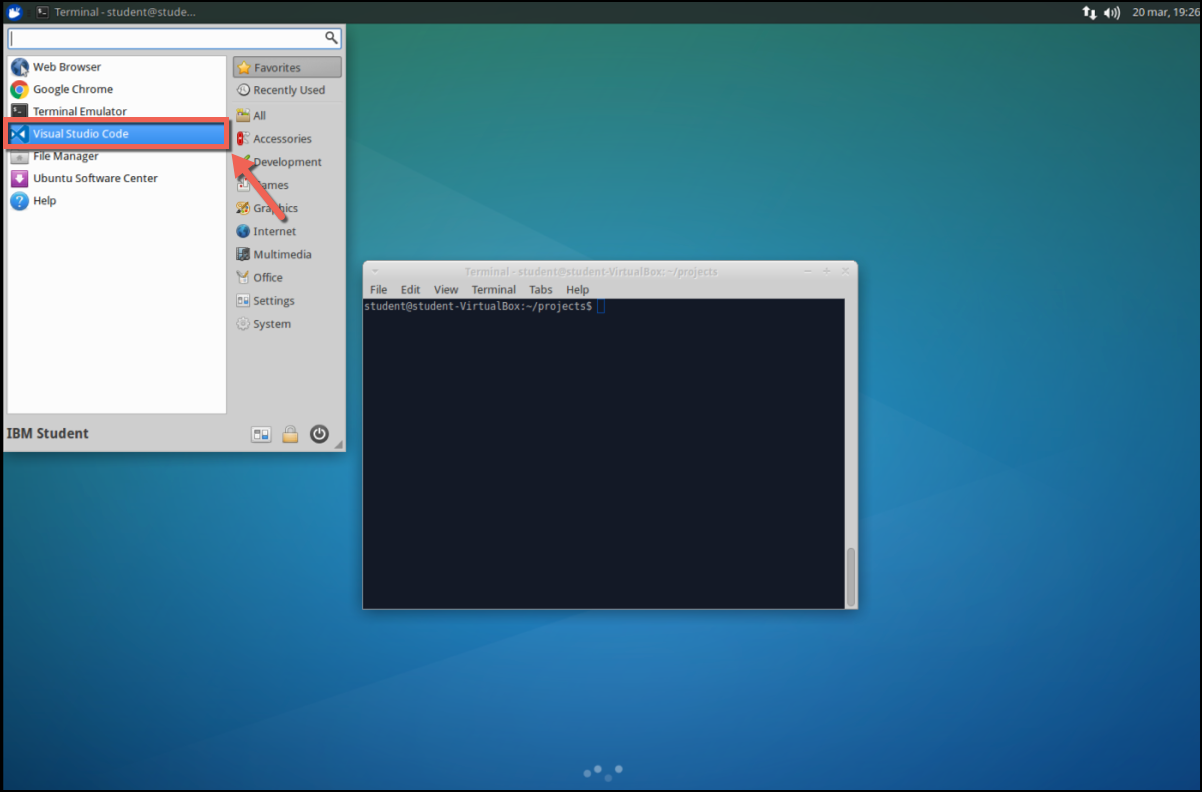 Terminal - student@stude...
20 mar, 19:26
Web Browser
Google Chrome
Terminal Emulator
Visual Studio Code
File Manager
Ubuntu Software Center
Help
Favorites
Recently Used
All
Accessories
Development
Games
Graphics
Internet
Multimedia
Office
Settings
System
IBM Student
Terminal - student@student-VirtualBox: ~/projects
File Edit View Terminal Tabs Help
student@student-VirtualBox:~/projects$